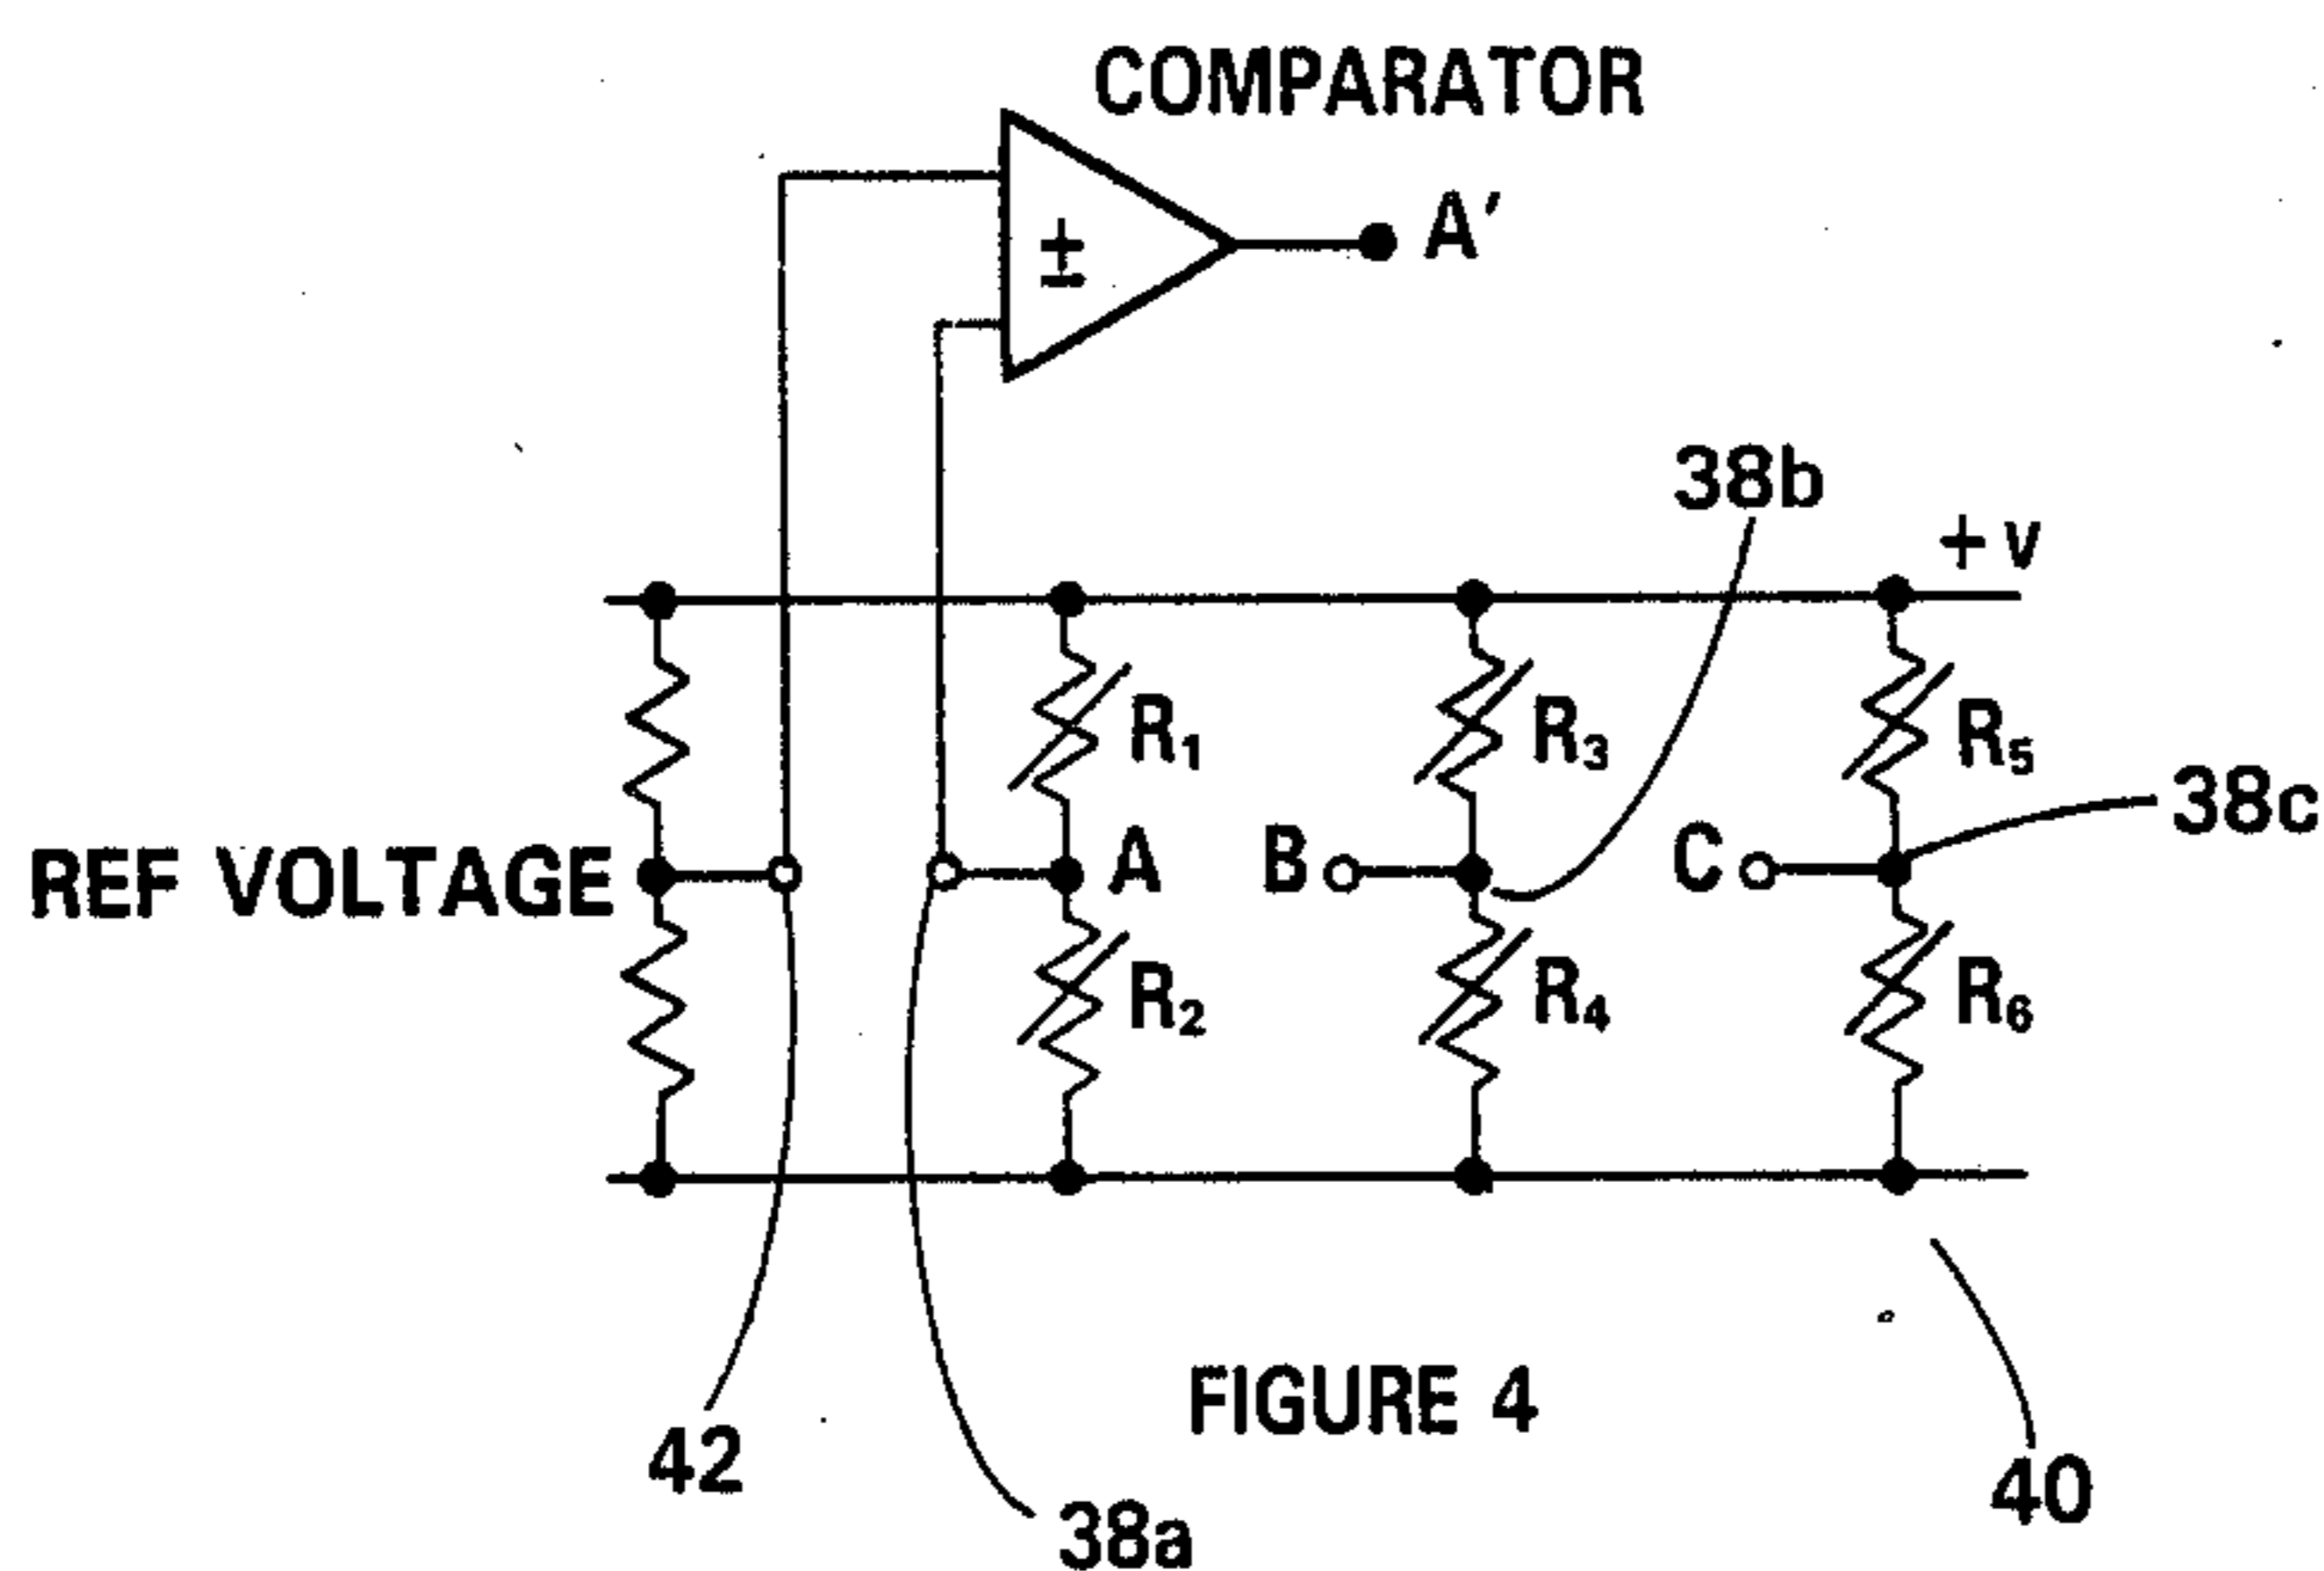 COMPARATOR
±
A'
38b
+v
R1
R3
R5
38c
REF VOLTAGE
A
B
C
R2
R4
R6
FIGURE 4
42
38a
40